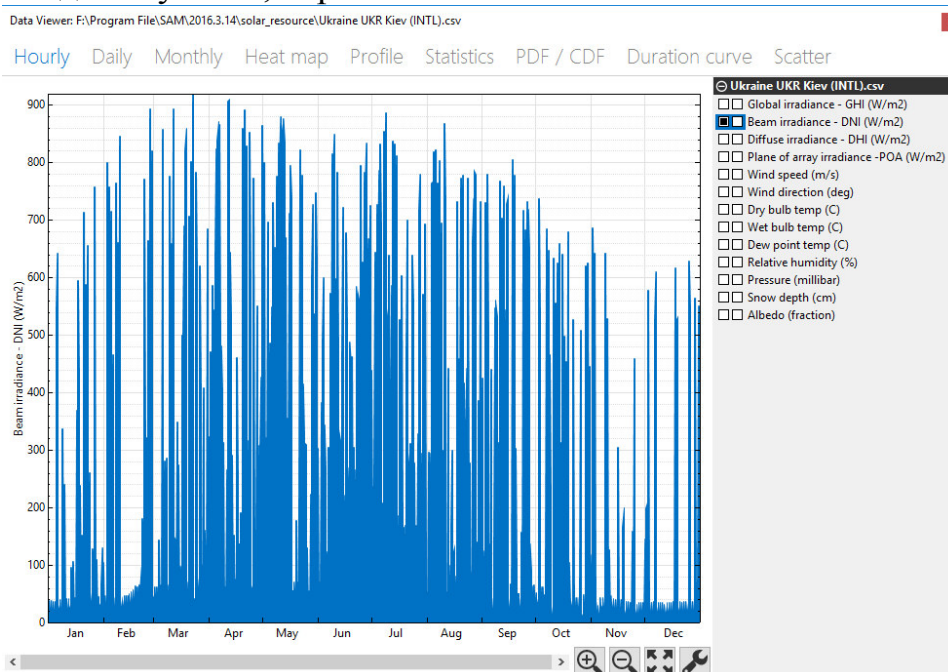 Data Viewer: F:\Program File\SAM\2016.3.14\solar_resource\Ukraine UKR Kiev (INTL).csv
Hourly Daily Monthly Heat map Profile Statistics PDF / CDF Duration curve Scatter
Ukraine UKR Kiev (INTL).csv
Global irradiance - GHI (W/m2)
Beam irradiance - DNI (W/m2)
Diffuse irradiance - DHI (W/m2)
Plane of array irradiance -POA (W/m2)
Wind speed (m/s)
Wind direction (deg)
Dry bulb temp (C)
Wet bulb temp (C)
Dew point temp (C)
Relative humidity (%)
Pressure (millibar)
Snow depth (cm)
Albedo (fraction)
Beam irradiance - DNI (W/m2)
900
800
700
600
500
400
300
200
100
0
Jan Feb Mar Apr May Jun Jul Aug Sep Oct Nov Dec